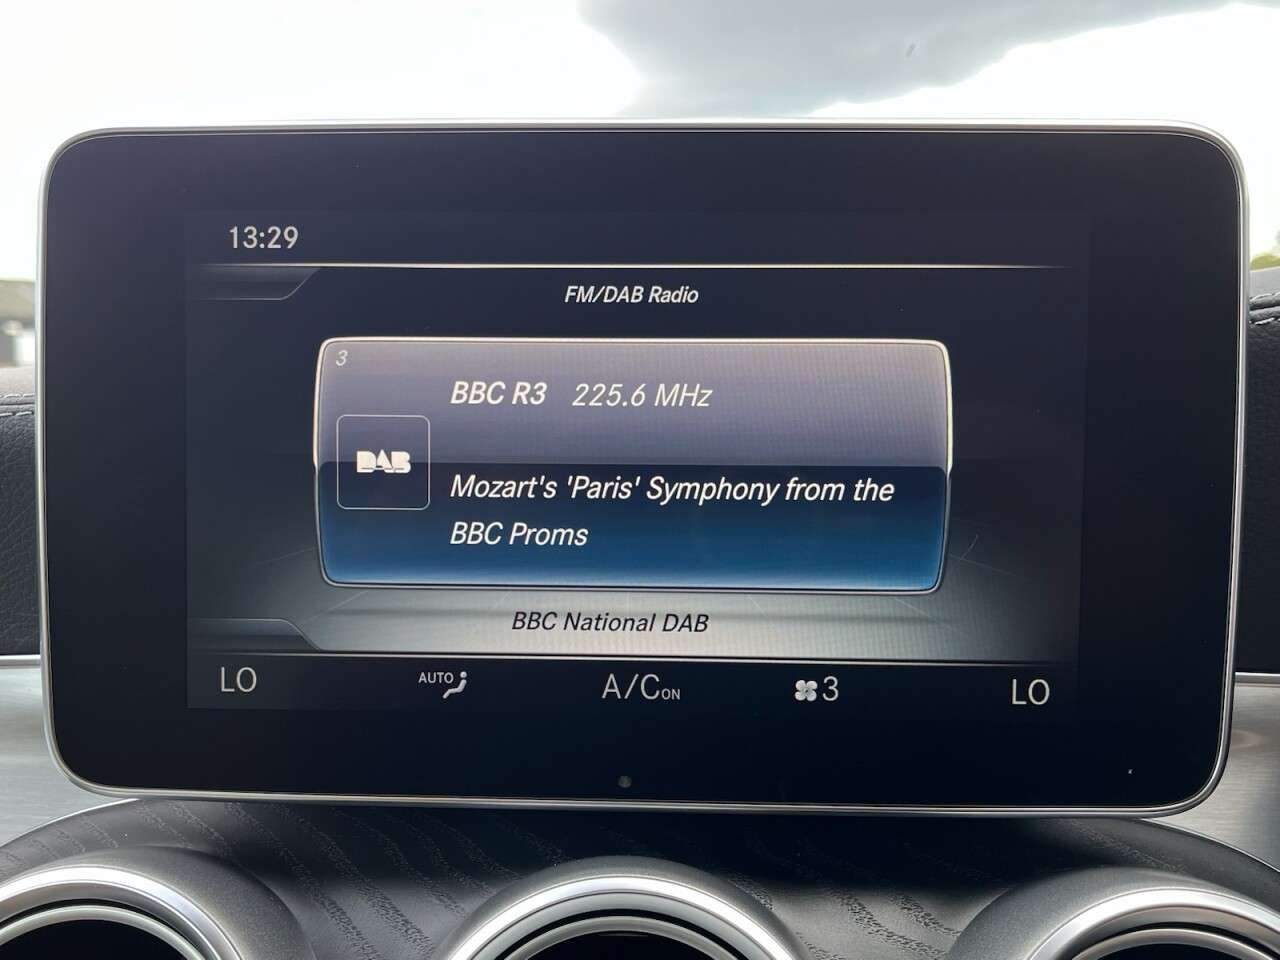 13:29
FM/DAB Radio
3
BBC R3 225.6 MHz
DAB
Mozart's 'Paris' Symphony from the
BBC Proms
BBC National DAB
LO AUTO A/C ON 3 LO